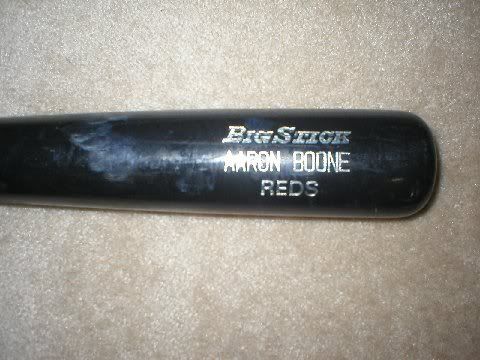 BIG STICK
AARON BOONE
REDS